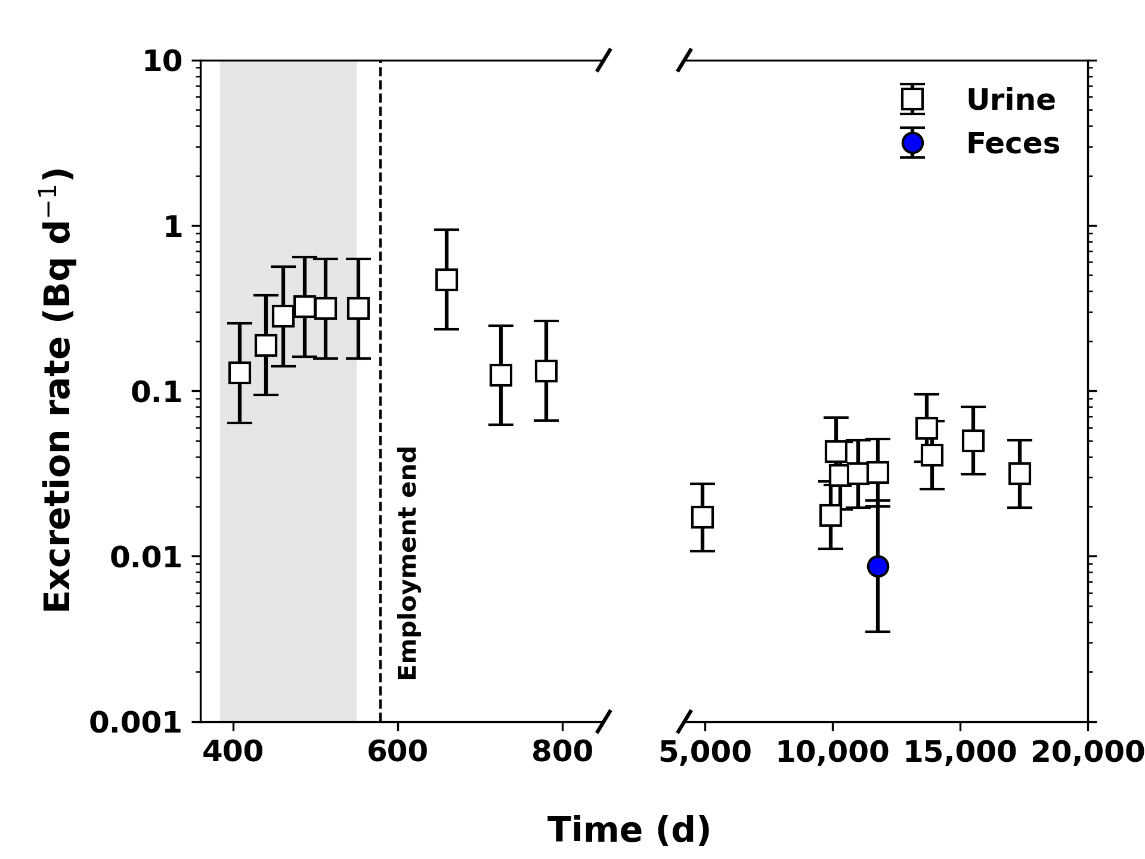 10
1
0.1
0.01
0.001
Excretion rate (Bq d⁻¹)
Urine
Feces
Employment end
400 600 800 5,000 10,000 15,000 20,000
Time (d)